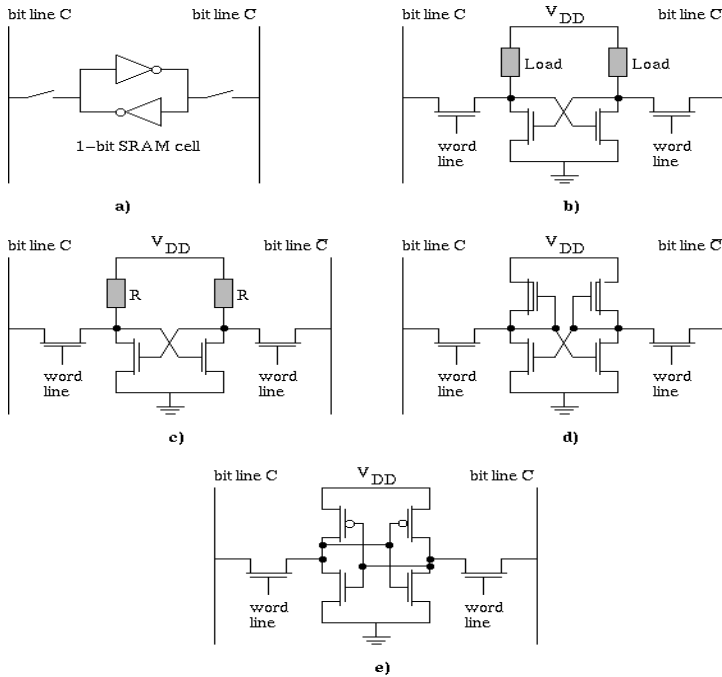 bit line C
bit line C̅
1-bit SRAM cell
a)
bit line C
V DD
bit line C̅
Load
Load
word
line
word
line
b)
bit line C
V DD
bit line C̅
R
R
word
line
word
line
c)
bit line C
V DD
bit line C̅
word
line
word
line
d)
bit line C
V DD
bit line C̅
word
line
word
line
e)